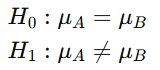 H₀ : μ_A = μ_B
H₁ : μ_A ≠ μ_B